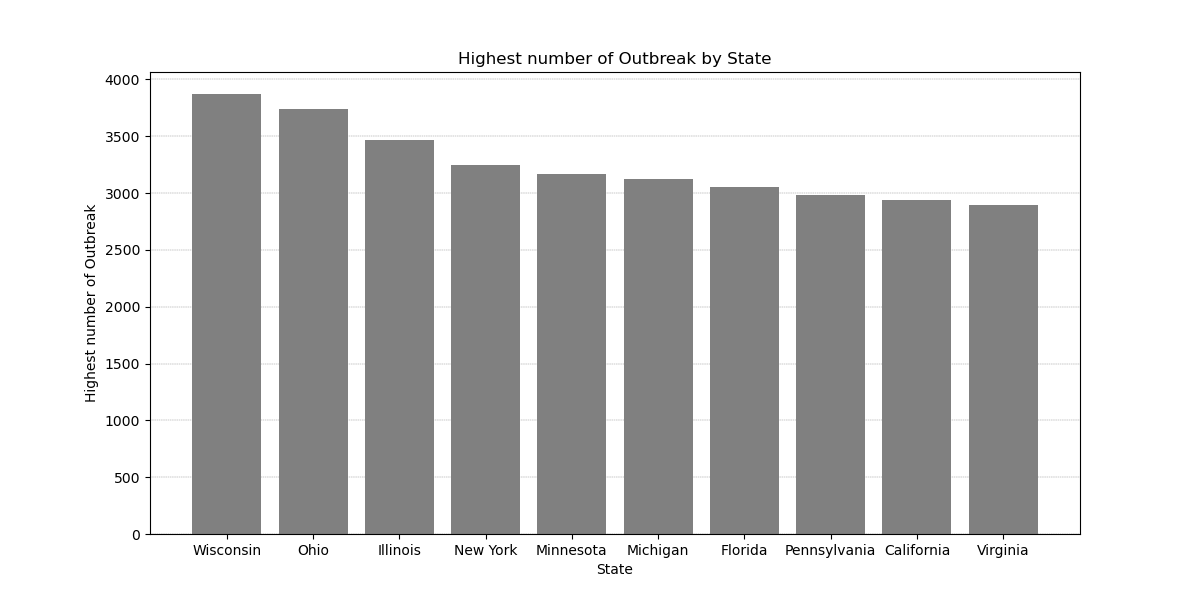 Highest number of Outbreak by State
Highest number of Outbreak
4000
3500
3000
2500
2000
1500
1000
500
0
Wisconsin Ohio Illinois New York Minnesota Michigan Florida Pennsylvania California Virginia
State